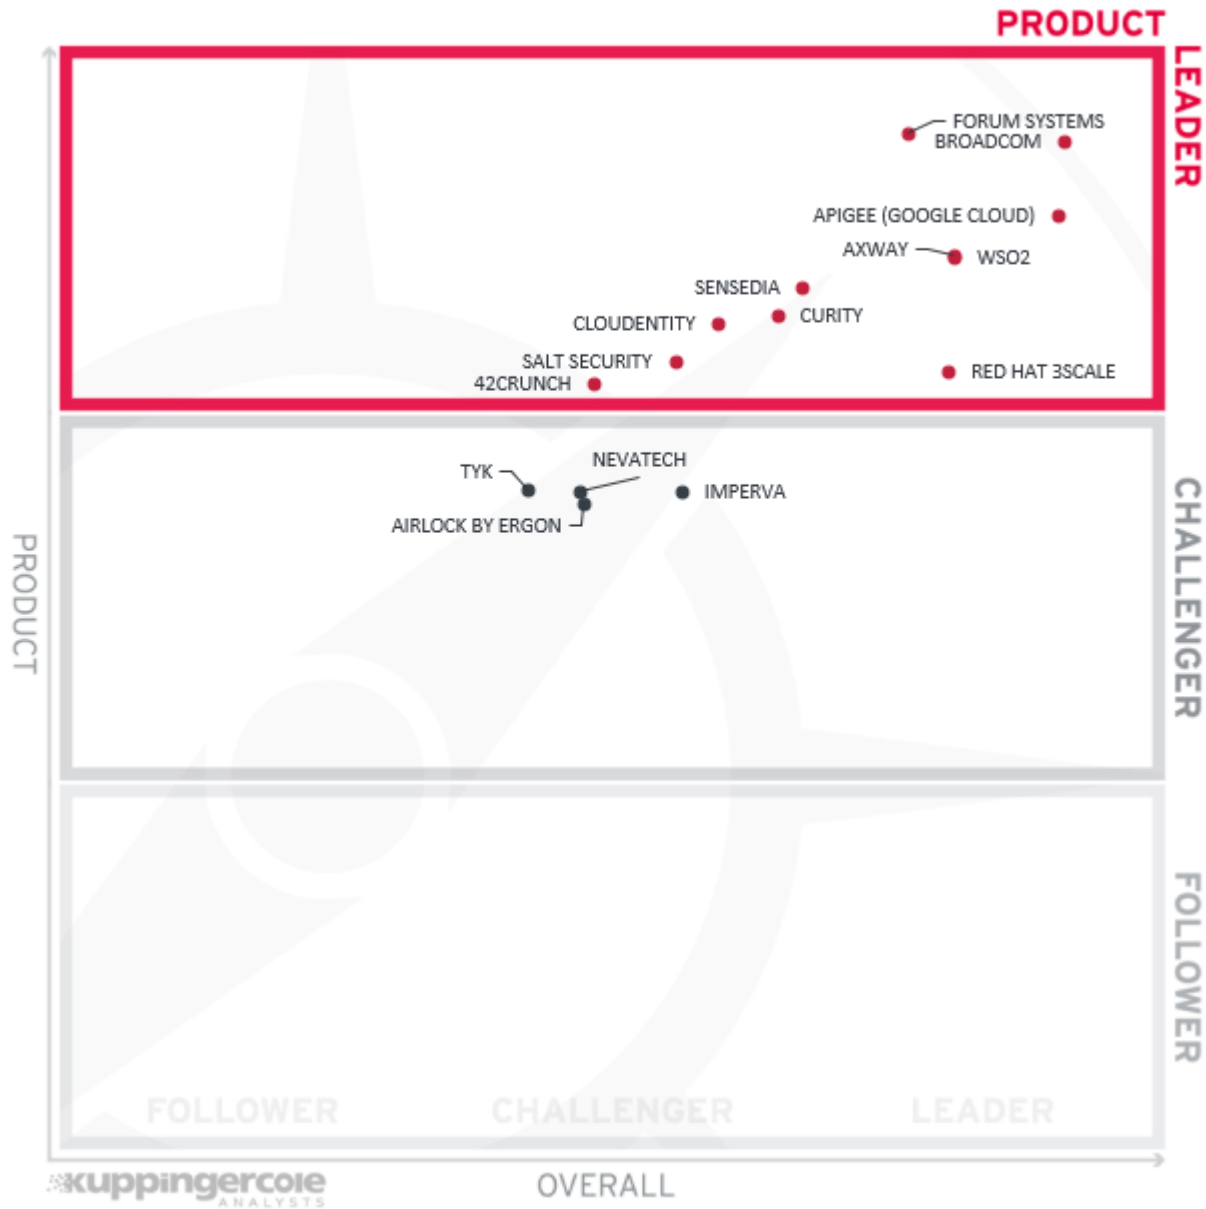 PRODUCT
LEADER
FORUM SYSTEMS
BROADCOM
APIGEE (GOOGLE CLOUD)
AXWAY
WSO2
SENSEDIA
CURITY
CLOUDENTITY
SALT SECURITY
RED HAT 3SCALE
42CRUNCH
NEVATECH
TYK
IMPERVA
AIRLOCK BY ERGON
CHALLENGER
PRODUCT
FOLLOWER
FOLLOWER
CHALLENGER
LEADER
kuppingercole
ANALYSTS
OVERALL